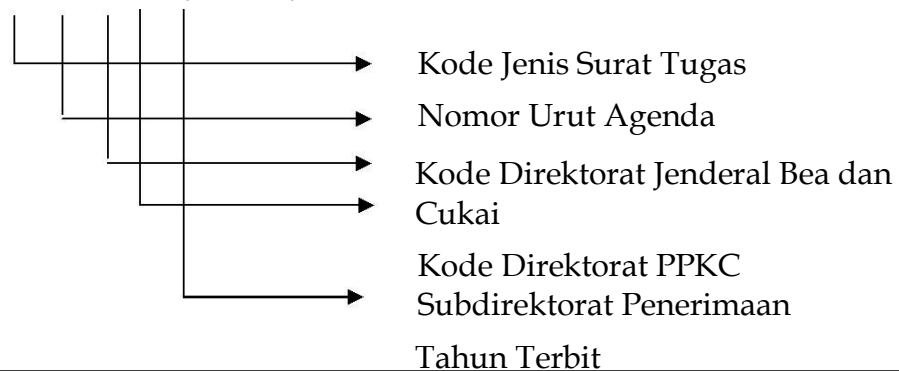 Kode Jenis Surat Tugas
Nomor Urut Agenda
Kode Direktorat Jenderal Bea dan
Cukai
Kode Direktorat PPKC
Subdirektorat Penerimaan
Tahun Terbit